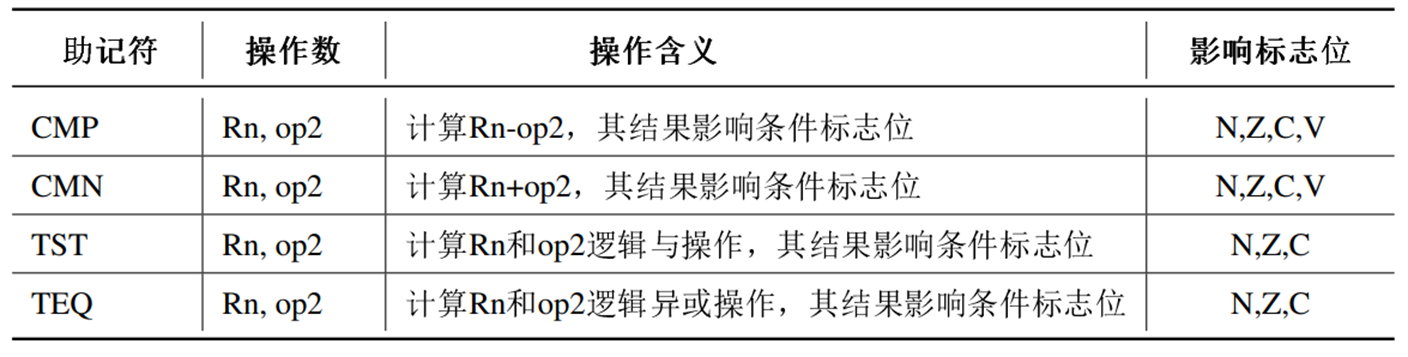 助记符 操作数 操作含义 影响标志位
CMP Rn, op2 计算Rn-op2，其结果影响条件标志位 N,Z,C,V
CMN Rn, op2 计算Rn+op2，其结果影响条件标志位 N,Z,C,V
TST Rn, op2 计算Rn和op2逻辑与操作，其结果影响条件标志位 N,Z,C
TEQ Rn, op2 计算Rn和op2逻辑异或操作，其结果影响条件标志位 N,Z,C